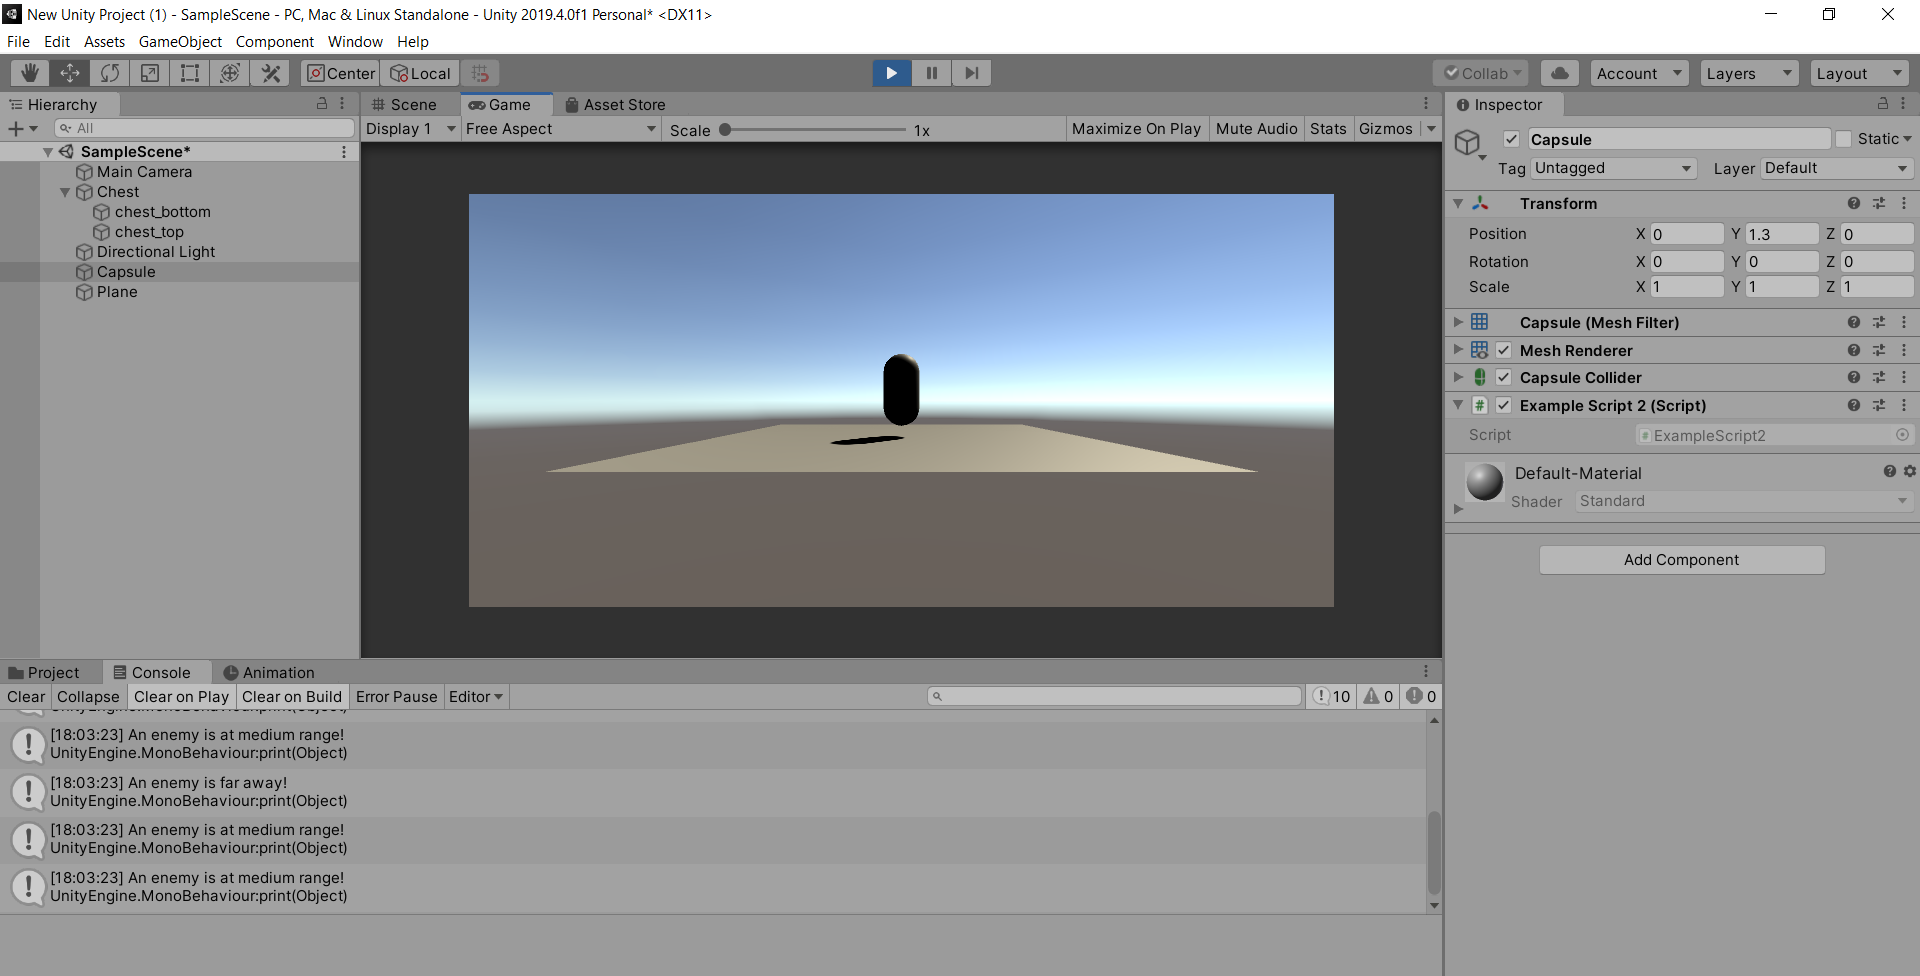 New Unity Project (1) - SampleScene - PC, Mac & Linux Standalone - Unity 2019.4.0f1 Personal* <DX11>
File Edit Assets GameObject Component Window Help
Center Local Collab Account Layers Layout
Hierarchy
All
SampleScene*
Main Camera
Chest
chest_bottom
chest_top
Directional Light
Capsule
Plane
Scene Game Asset Store
Display 1 Free Aspect Scale 1x Maximize On Play Mute Audio Stats Gizmos
Inspector
Capsule Static
Tag Untagged Layer Default
Transform
Position X 0 Y 1.3 Z 0
Rotation X 0 Y 0 Z 0
Scale X 1 Y 1 Z 1
Capsule (Mesh Filter)
Mesh Renderer
Capsule Collider
Example Script 2 (Script)
Script ExampleScript2
Default-Material
Shader Standard
Add Component
Project Console Animation
Clear Collapse Clear on Play Clear on Build Error Pause Editor 10 0 0
UnityEngine.MonoBehaviour:print(Object)
[18:03:23] An enemy is at medium range!
UnityEngine.MonoBehaviour:print(Object)
[18:03:23] An enemy is far away!
UnityEngine.MonoBehaviour:print(Object)
[18:03:23] An enemy is at medium range!
UnityEngine.MonoBehaviour:print(Object)
[18:03:23] An enemy is at medium range!
UnityEngine.MonoBehaviour:print(Object)